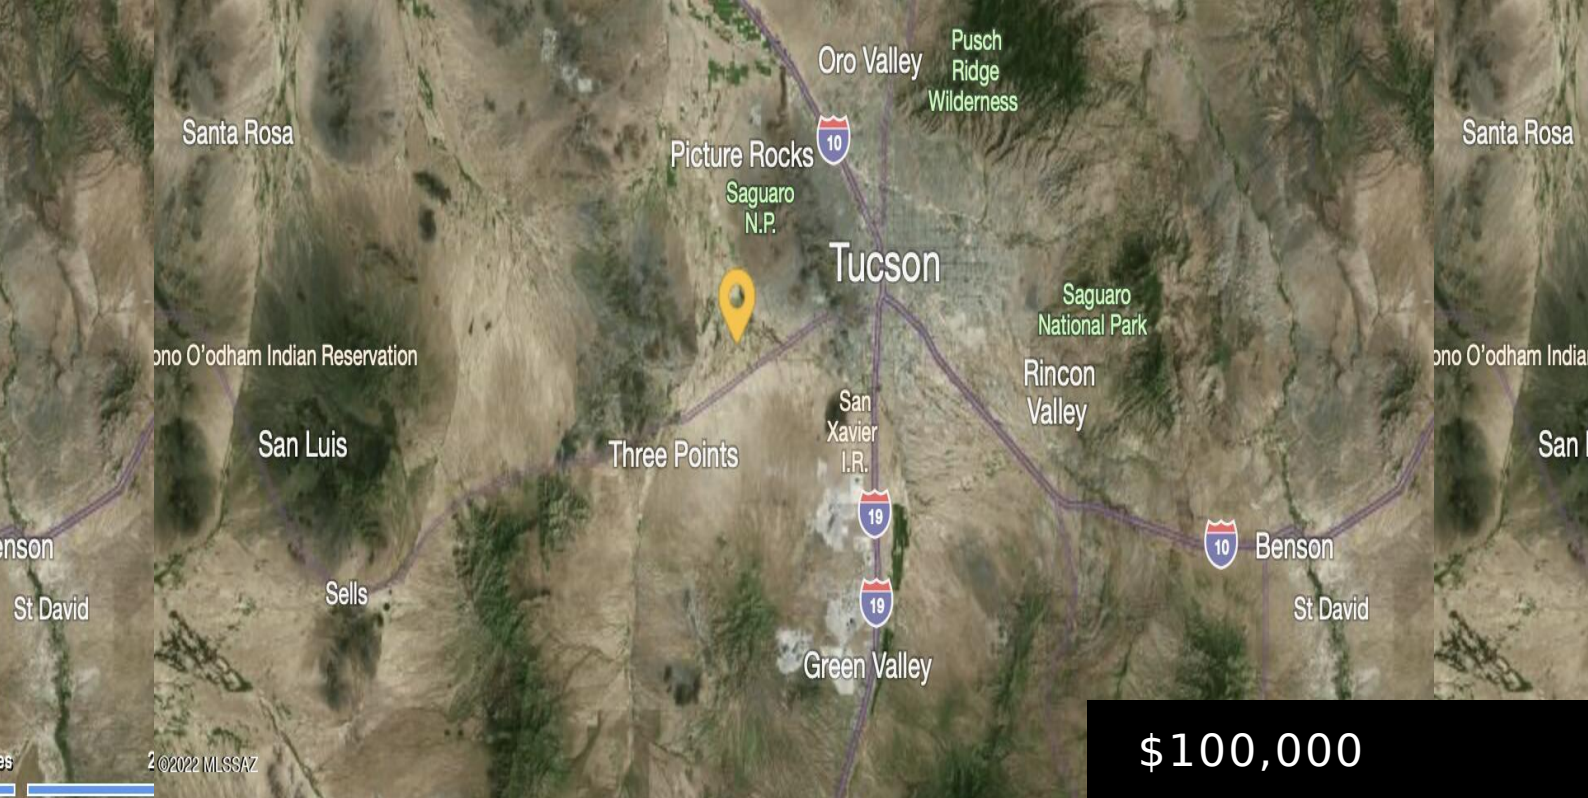 Oro Valley
Pusch
Ridge
Wilderness
Santa Rosa
10
Picture Rocks
Saguaro
N.P.
Tucson
Saguaro
National Park
ono O'odham Indian Reservation
Rincon
Valley
San
Xavier
I.R.
San Luis
Three Points
19
10
Benson
Sells
19
St David
Green Valley
©2022 MLSSAZ
enson
St David
es
2
Santa Rosa
ono O'odham India
San
$100,000